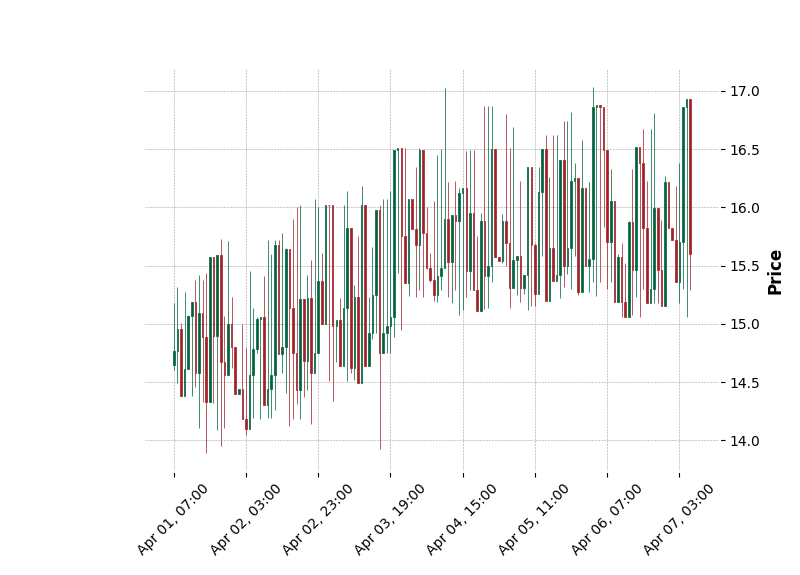 17.0
16.5
16.0
15.5
15.0
14.5
14.0
Price
Apr 01, 07:00
Apr 02, 03:00
Apr 02, 23:00
Apr 03, 19:00
Apr 04, 15:00
Apr 05, 11:00
Apr 06, 07:00
Apr 07, 03:00